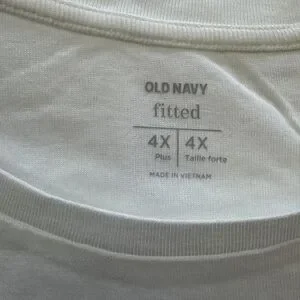 OLD NAVY
fitted
4X 4X
Plus Taille forte
MADE IN VIETNAM